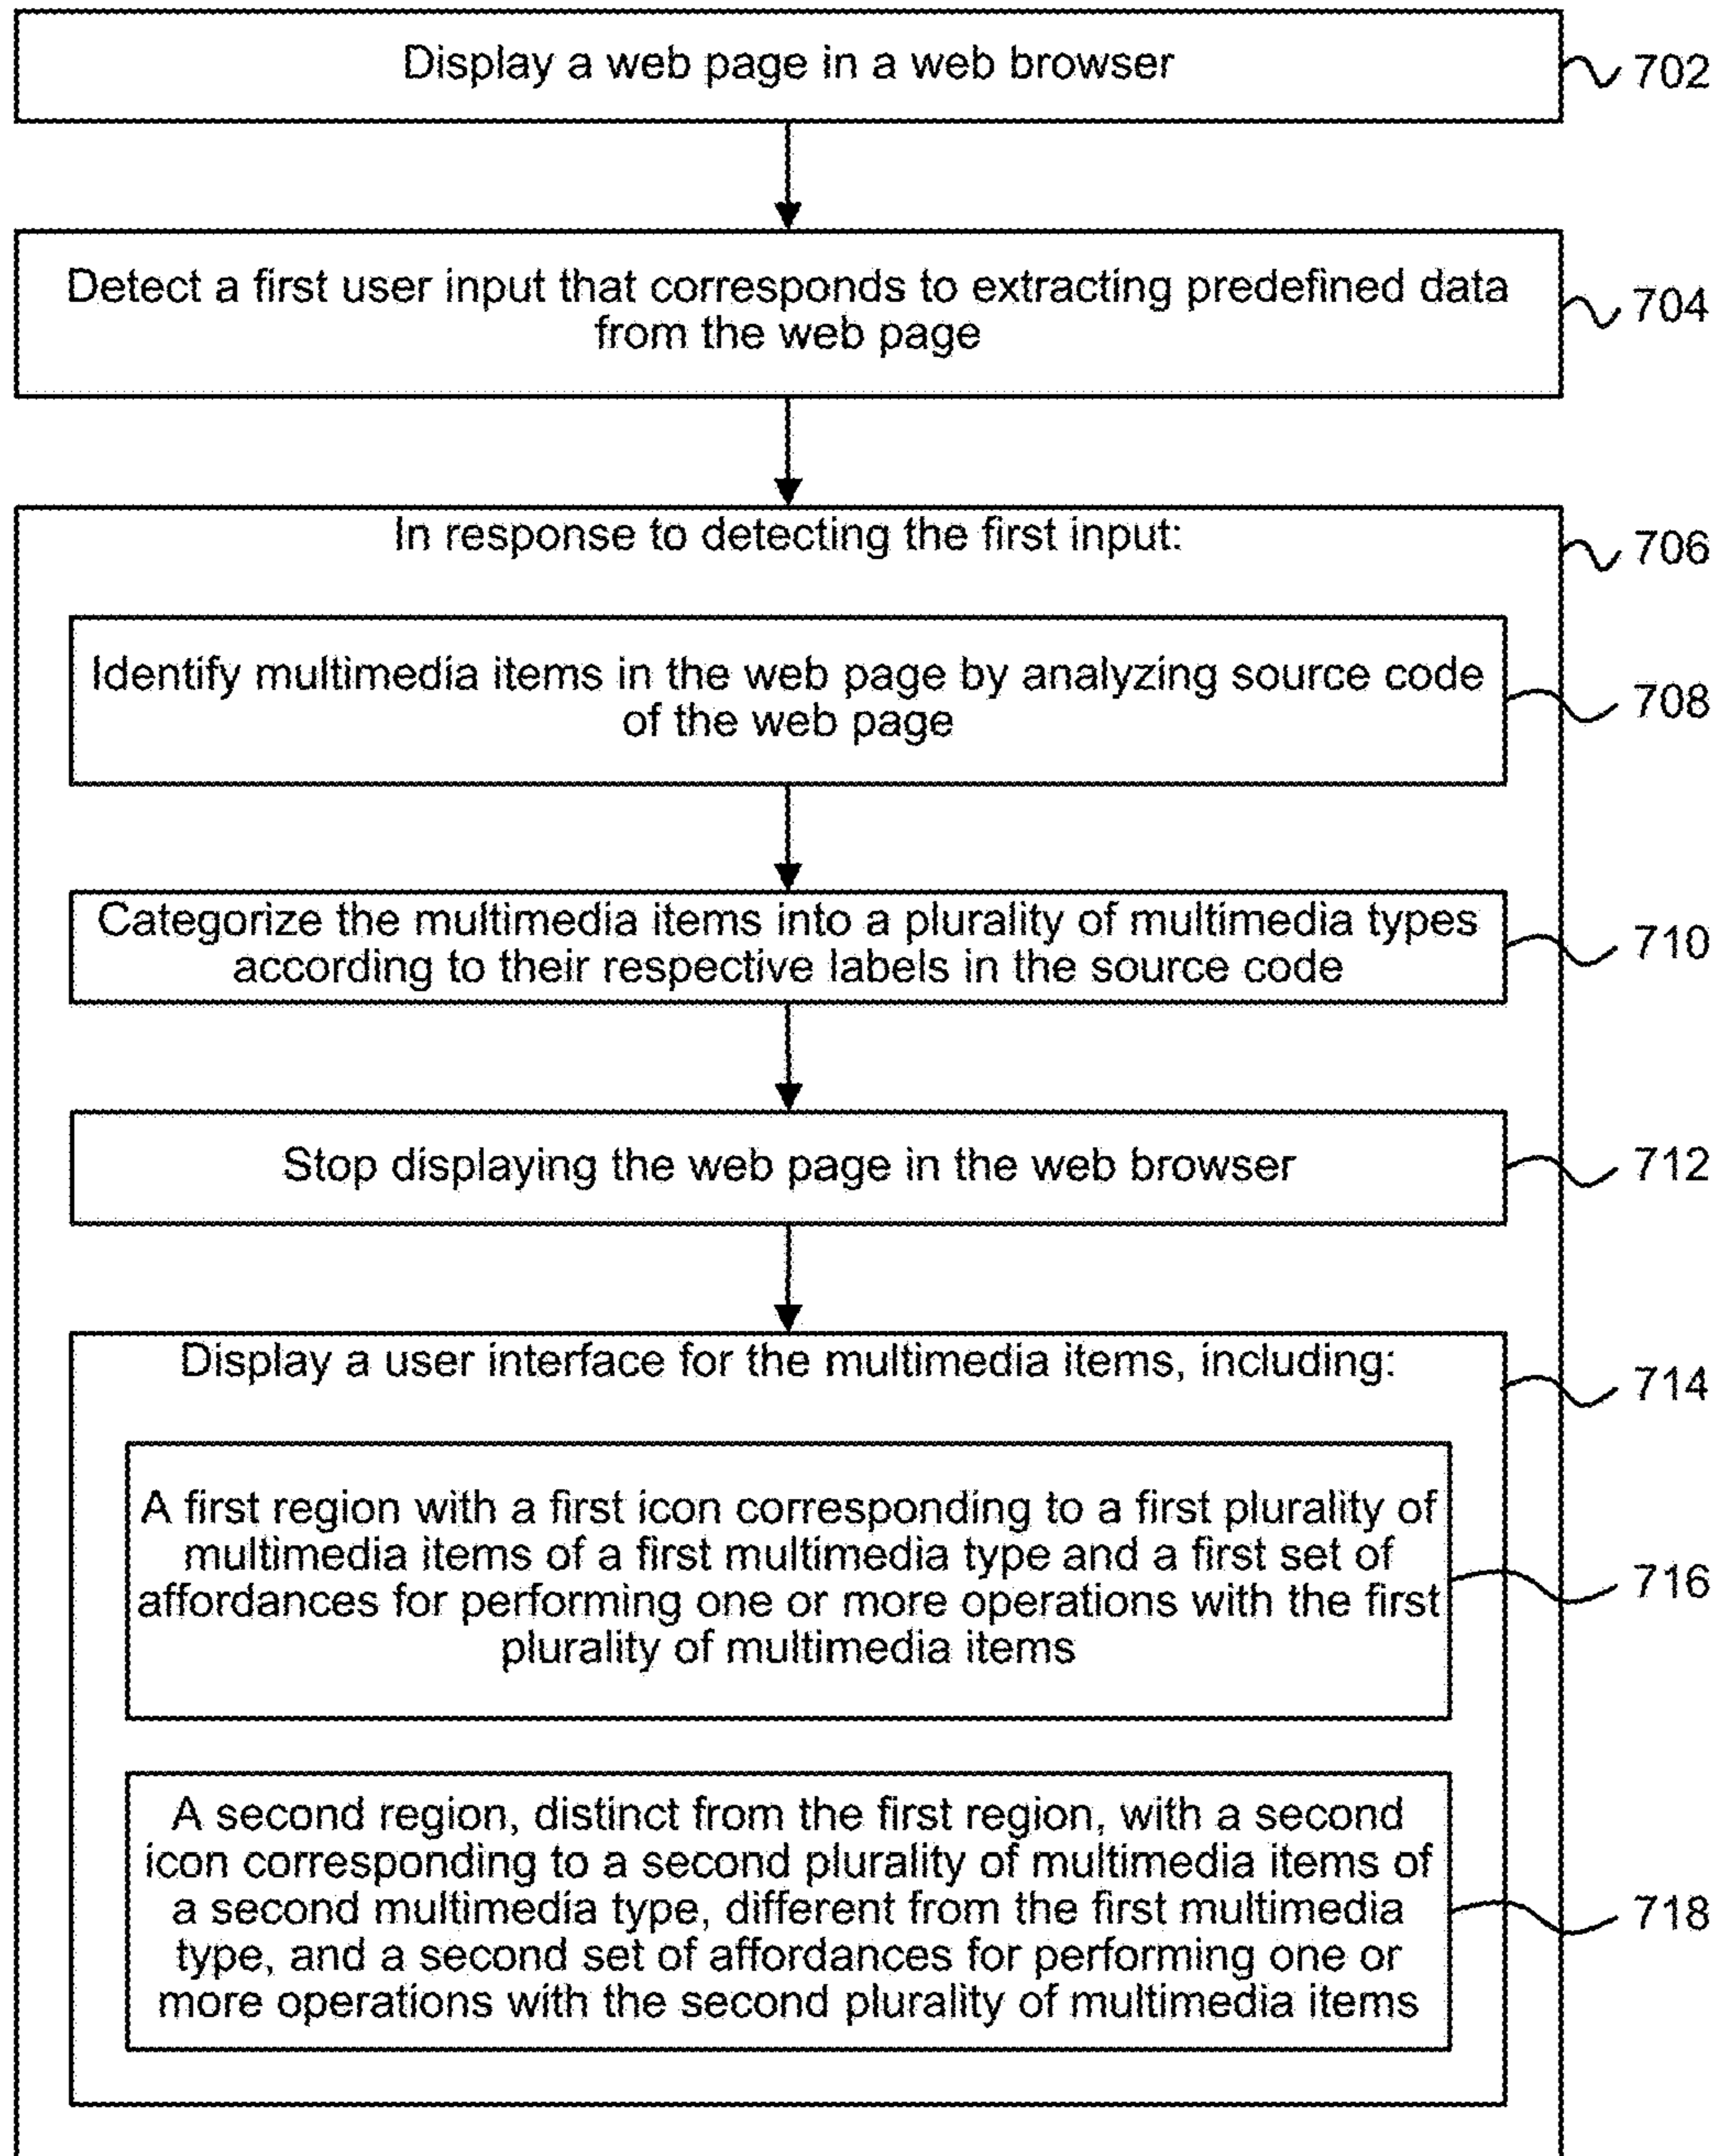 Display a web page in a web browser
702
Detect a first user input that corresponds to extracting predefined data
from the web page
704
In response to detecting the first input:
706
Identify multimedia items in the web page by analyzing source code
of the web page
708
Categorize the multimedia items into a plurality of multimedia types
according to their respective labels in the source code
710
Stop displaying the web page in the web browser
712
Display a user interface for the multimedia items, including:
714
A first region with a first icon corresponding to a first plurality of
multimedia items of a first multimedia type and a first set of
affordances for performing one or more operations with the first
plurality of multimedia items
716
A second region, distinct from the first region, with a second
icon corresponding to a second plurality of multimedia items of
a second multimedia type, different from the first multimedia
type, and a second set of affordances for performing one or
more operations with the second plurality of multimedia items
718